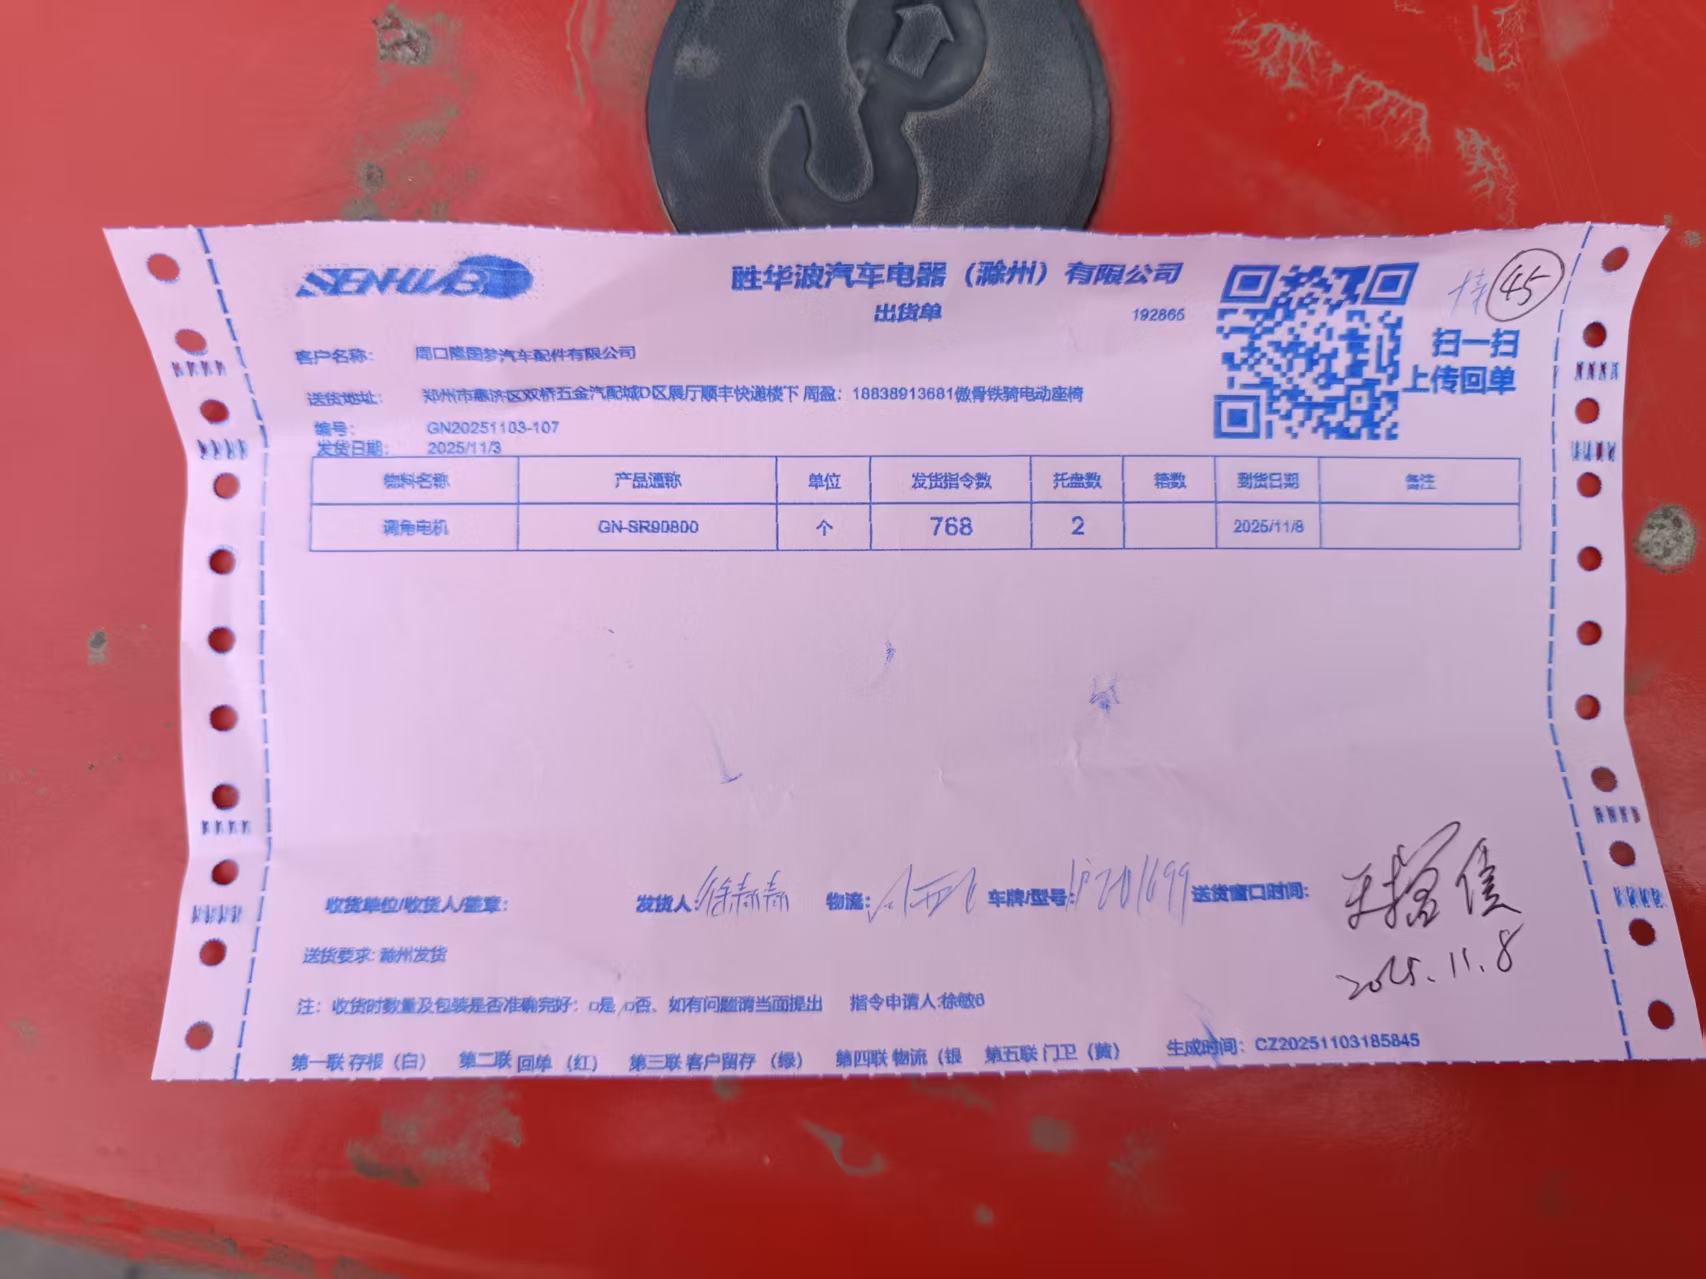 SENHUABO
胜华波汽车电器（滁州）有限公司
出货单
192865
45
扫一扫
上传回单
客户名称： 周口隆国梦汽车配件有限公司
送货地址： 郑州市惠济区双桥五金汽配城D区展厅顺丰快递楼下 周盈：18838913681傲骨铁骑电动座椅
编号： GN20251103-107
发货日期： 2025/11/3
物料名称 产品通称 单位 发货指令数 托盘数 箱数 到货日期 备注
调角电机 GN-SR90800 个 768 2 2025/11/8
收货单位/收货人/盖章： 发货人： 徐志志 物流： 车牌/型号： 送货窗口时间：
2025.11.8
送货要求：滁州发货
注： 收货时数量及包装是否准确完好：□是 □否、如有问题请当面提出 指令申请人:徐敏6
第一联 存根（白） 第二联 回单 （红） 第三联 客户留存 （绿） 第四联 物流（银 第五联 门卫（黄） 生成时间： CZ20251103185845